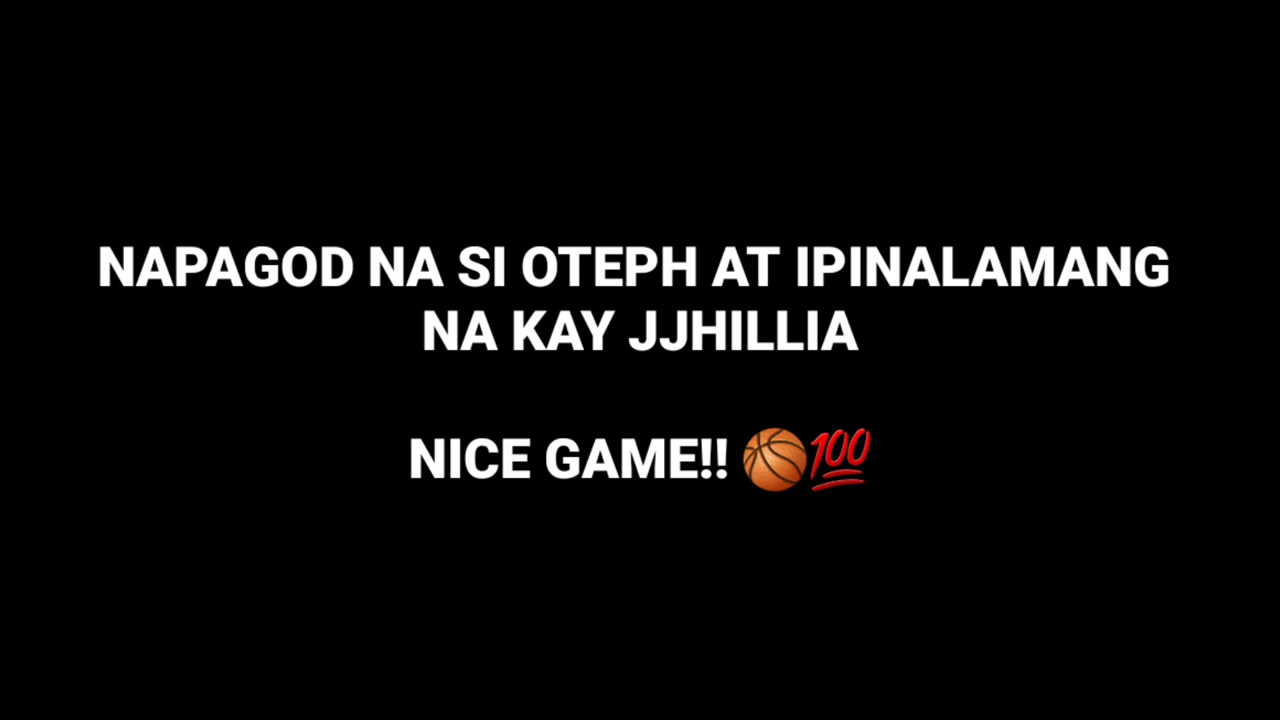 NAPAGOD NA SI OTEPH AT IPINALAMANG
NA KAY JJHILLIA
NICE GAME!! 🏀💯